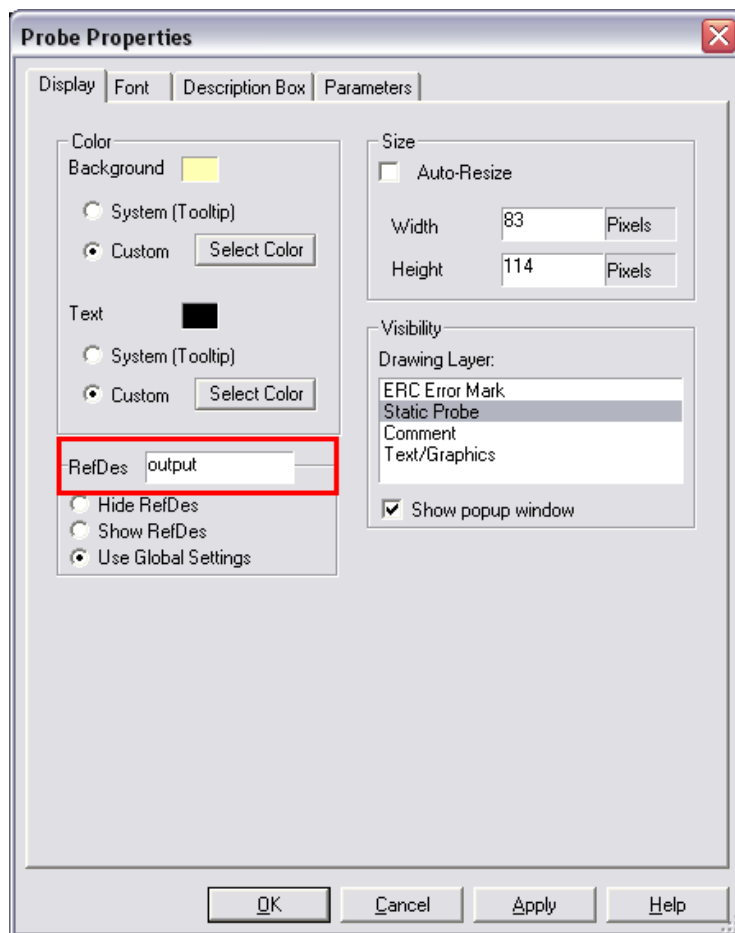 Probe Properties
Display Font Description Box Parameters
Color
Background
System (Tooltip)
Custom Select Color
Text
System (Tooltip)
Custom Select Color
RefDes output
Hide RefDes
Show RefDes
Use Global Settings
Size
Auto-Resize
Width 83 Pixels
Height 114 Pixels
Visibility
Drawing Layer:
ERC Error Mark
Static Probe
Comment
Text/Graphics
Show popup window
OK Cancel Apply Help